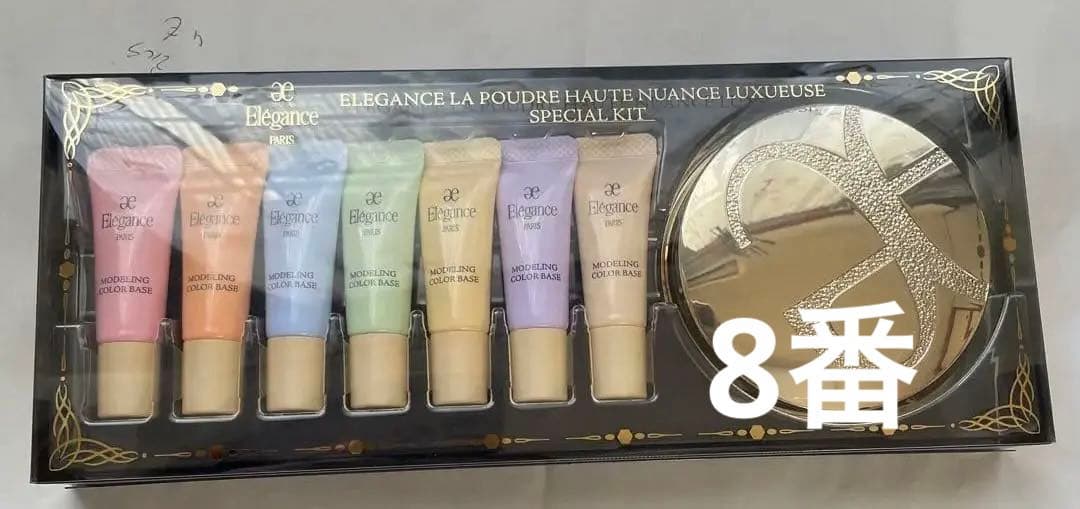 ELEGANCE LA POUDRE HAUTE NUANCE LUXUEUSE
SPECIAL KIT
æ
Elégance
PARIS
æ
Elégance
PARIS
MODELING
COLOR BASE
æ
Elégance
PARIS
MODELING
COLOR BASE
æ
Elégance
PARIS
MODELING
COLOR BASE
æ
Elégance
PARIS
MODELING
COLOR BASE
æ
Elégance
PARIS
MODELING
COLOR BASE
æ
Elégance
PARIS
MODELING
COLOR BASE
æ
Elégance
PARIS
MODELING
COLOR BASE
8番